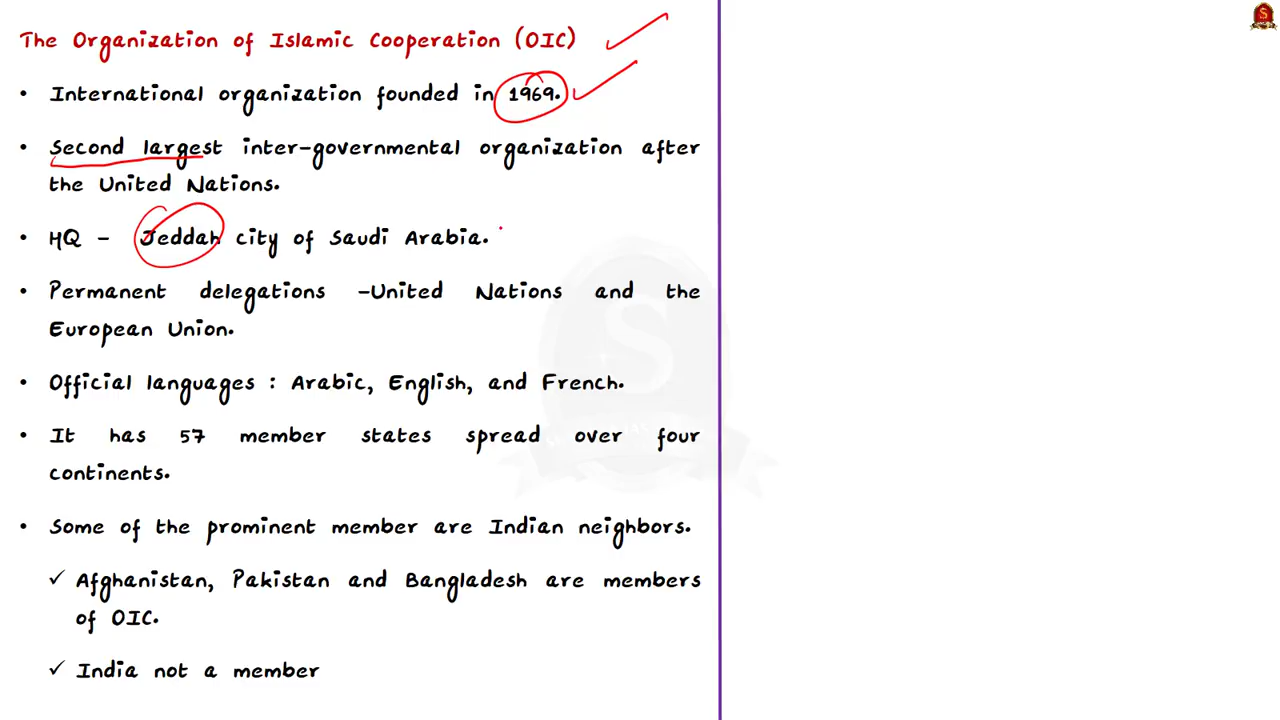 The Organization of Islamic Cooperation (OIC)
• International organization founded in 1969.
• Second largest inter-governmental organization after
the United Nations.
• HQ - Jeddah city of Saudi Arabia.
• Permanent delegations -United Nations and the
European Union.
• Official languages : Arabic, English, and French.
• It has 57 member states spread over four
continents.
• Some of the prominent member are Indian neighbors.
✓ Afghanistan, Pakistan and Bangladesh are members
of OIC.
✓ India not a member